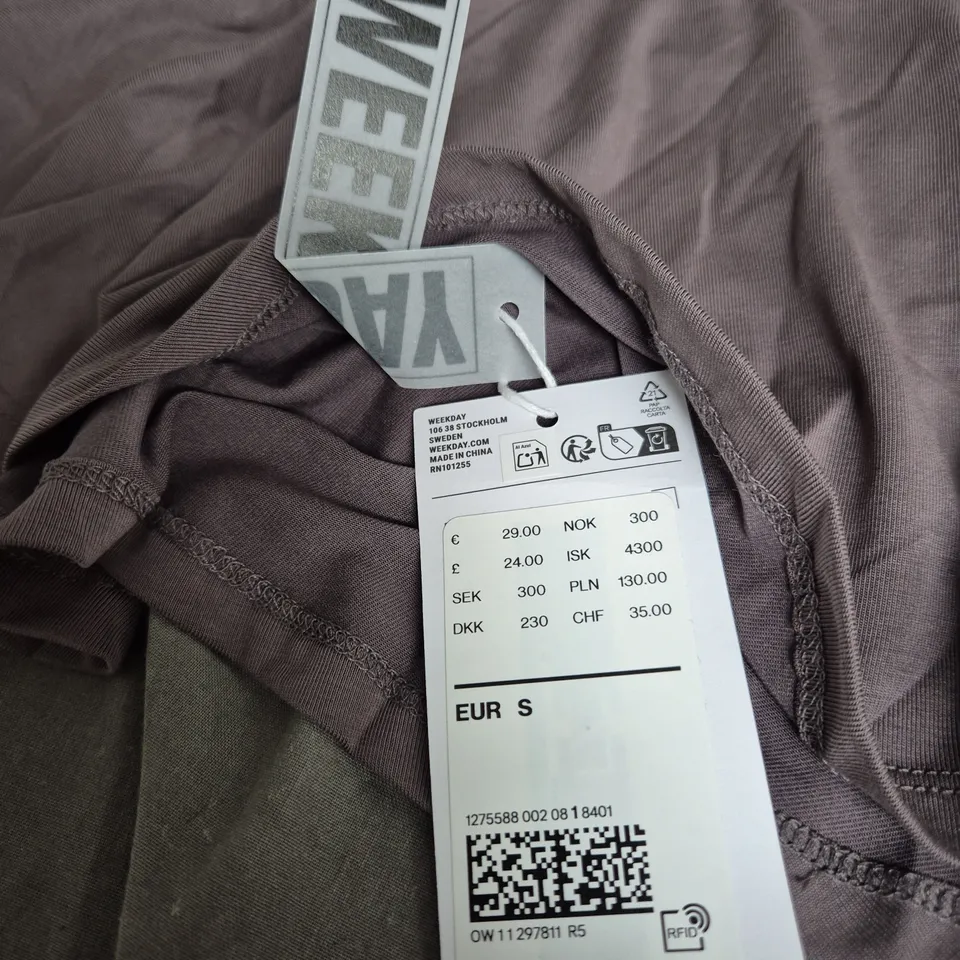 WEEK
YAD
WEEKDAY
106 38 STOCKHOLM
SWEDEN
WEEKDAY.COM
MADE IN CHINA
RN101255
21
PAP
RACCOLTA
CARTA
FR
€ 29.00 NOK 300
£ 24.00 ISK 4300
SEK 300 PLN 130.00
DKK 230 CHF 35.00
EUR S
1275588 002 08 1 8401
OW 11 297811 R5
RFID